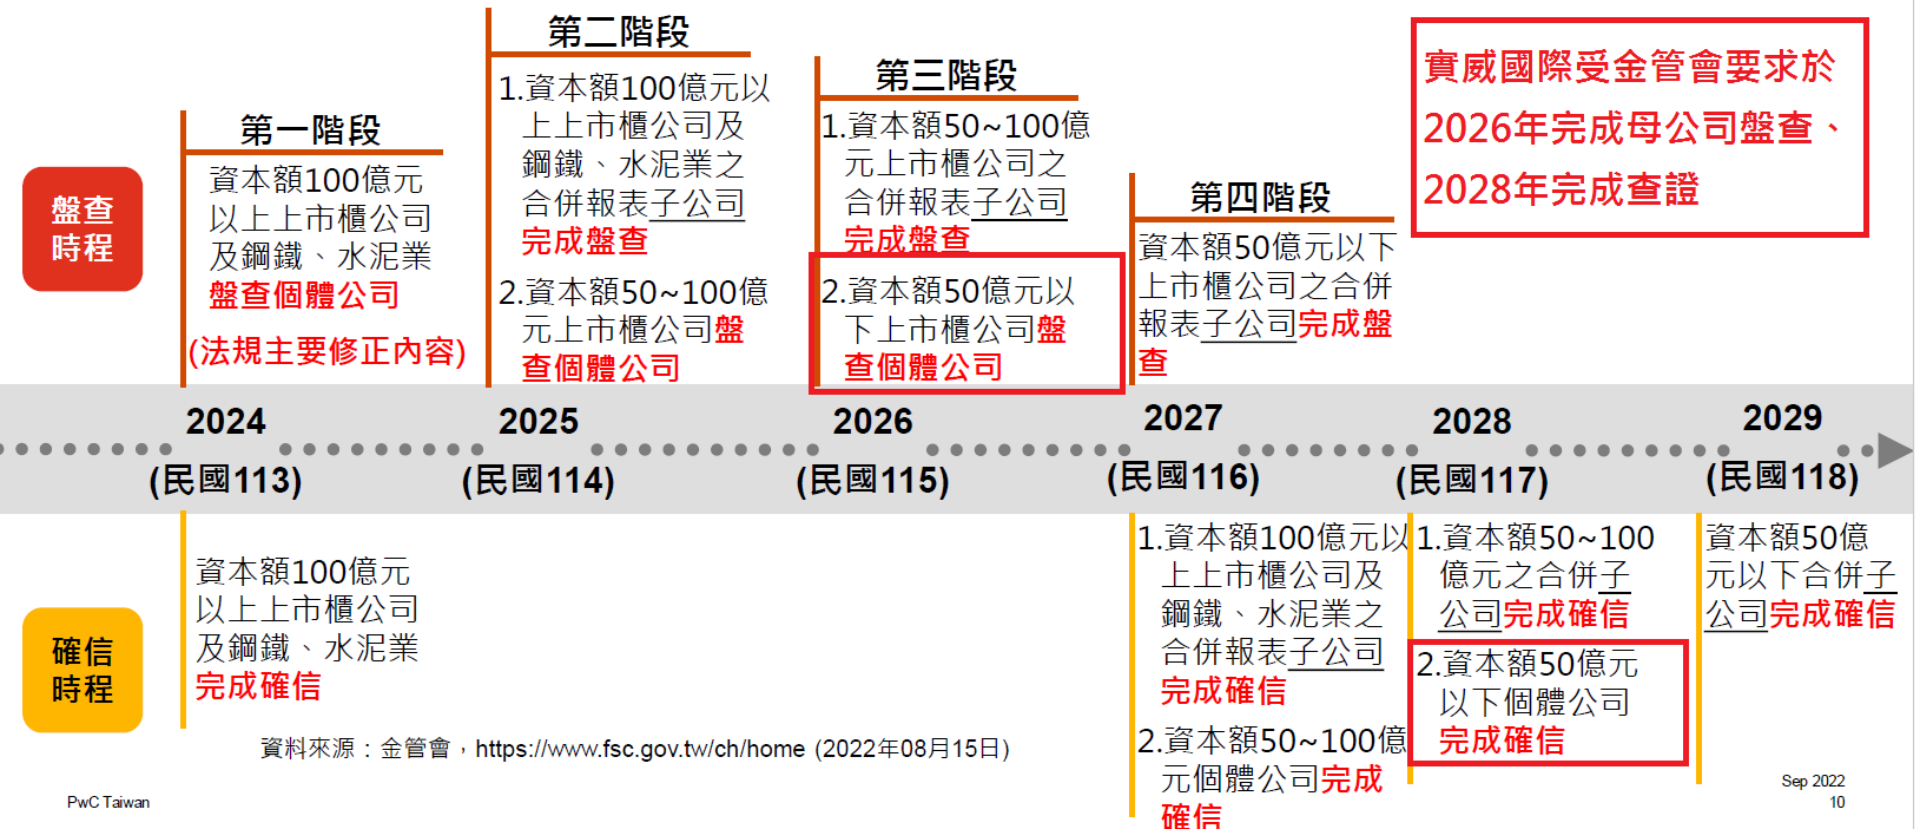 盤查
時程
第一階段
資本額100億元
以上上市櫃公司
及鋼鐵、水泥業
盤查個體公司
(法規主要修正內容)
第二階段
1.資本額100億元以
上上市櫃公司及
鋼鐵、水泥業之
合併報表子公司
完成盤查
2.資本額50~100億
元上市櫃公司盤
查個體公司
第三階段
1.資本額50~100億
元上市櫃公司之
合併報表子公司
完成盤查
2.資本額50億元以
下上市櫃公司盤
查個體公司
第四階段
資本額50億元以下
上市櫃公司之合併
報表子公司完成盤
查
實威國際受金管會要求於
2026年完成母公司盤查、
2028年完成查證
2024
(民國113)
2025
(民國114)
2026
(民國115)
2027
(民國116)
2028
(民國117)
2029
(民國118)
確信
時程
資本額100億元
以上上市櫃公司
及鋼鐵、水泥業
完成確信
1.資本額100億元以
上上市櫃公司及
鋼鐵、水泥業之
合併報表子公司
完成確信
2.資本額50~100億
元個體公司完成
確信
1.資本額50~100
億元之合併子
公司完成確信
2.資本額50億元
以下個體公司
完成確信
資本額50億
元以下合併子
公司完成確信
資料來源：金管會，https://www.fsc.gov.tw/ch/home (2022年08月15日)
PwC Taiwan
Sep 2022
10